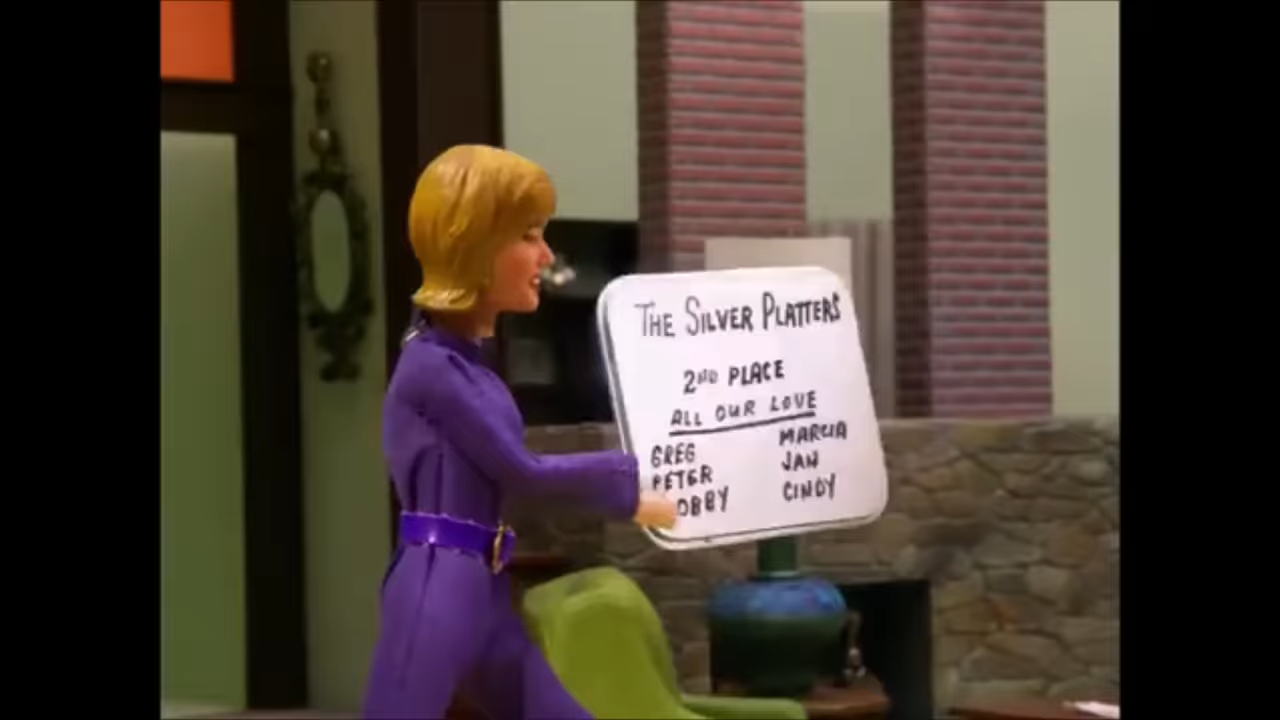 THE SILVER PLATTERS
2ND PLACE
ALL OUR LOVE
GREG MARCIA
PETER JAN
OBBY CINDY